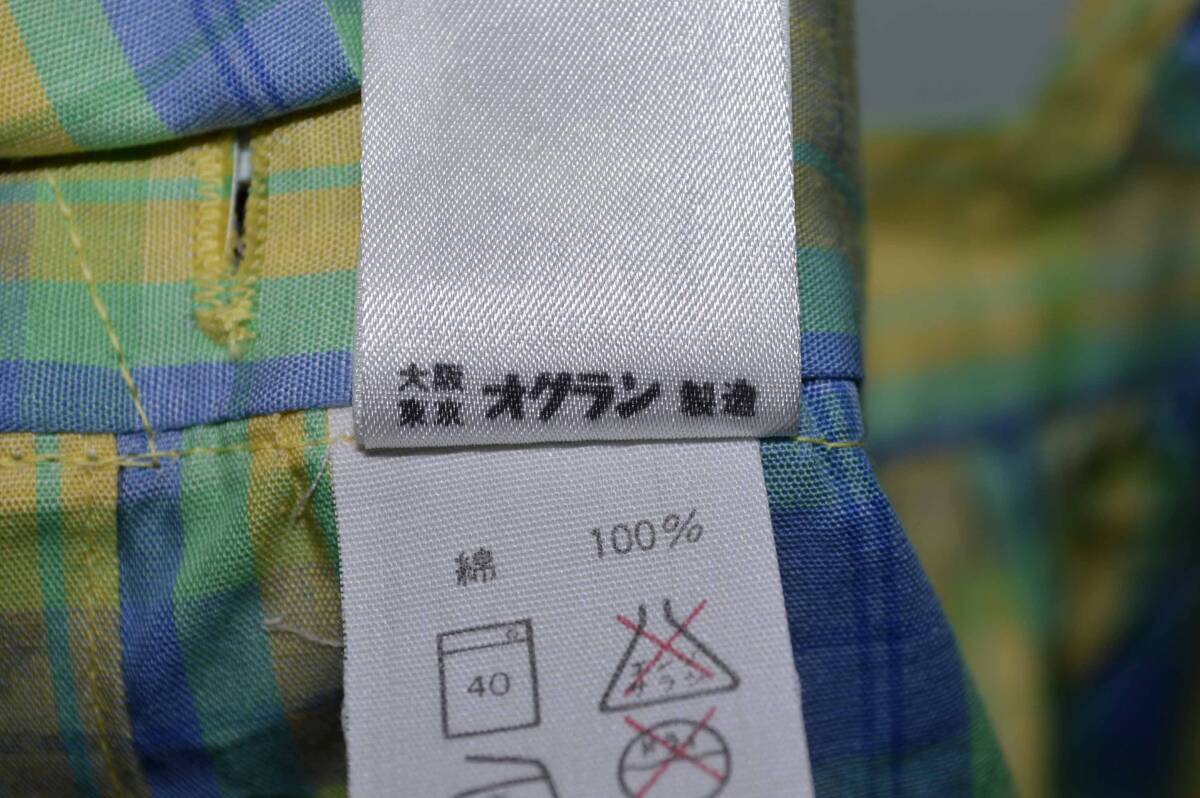 大阪
東京 オグラン 製造
綿 100%
40